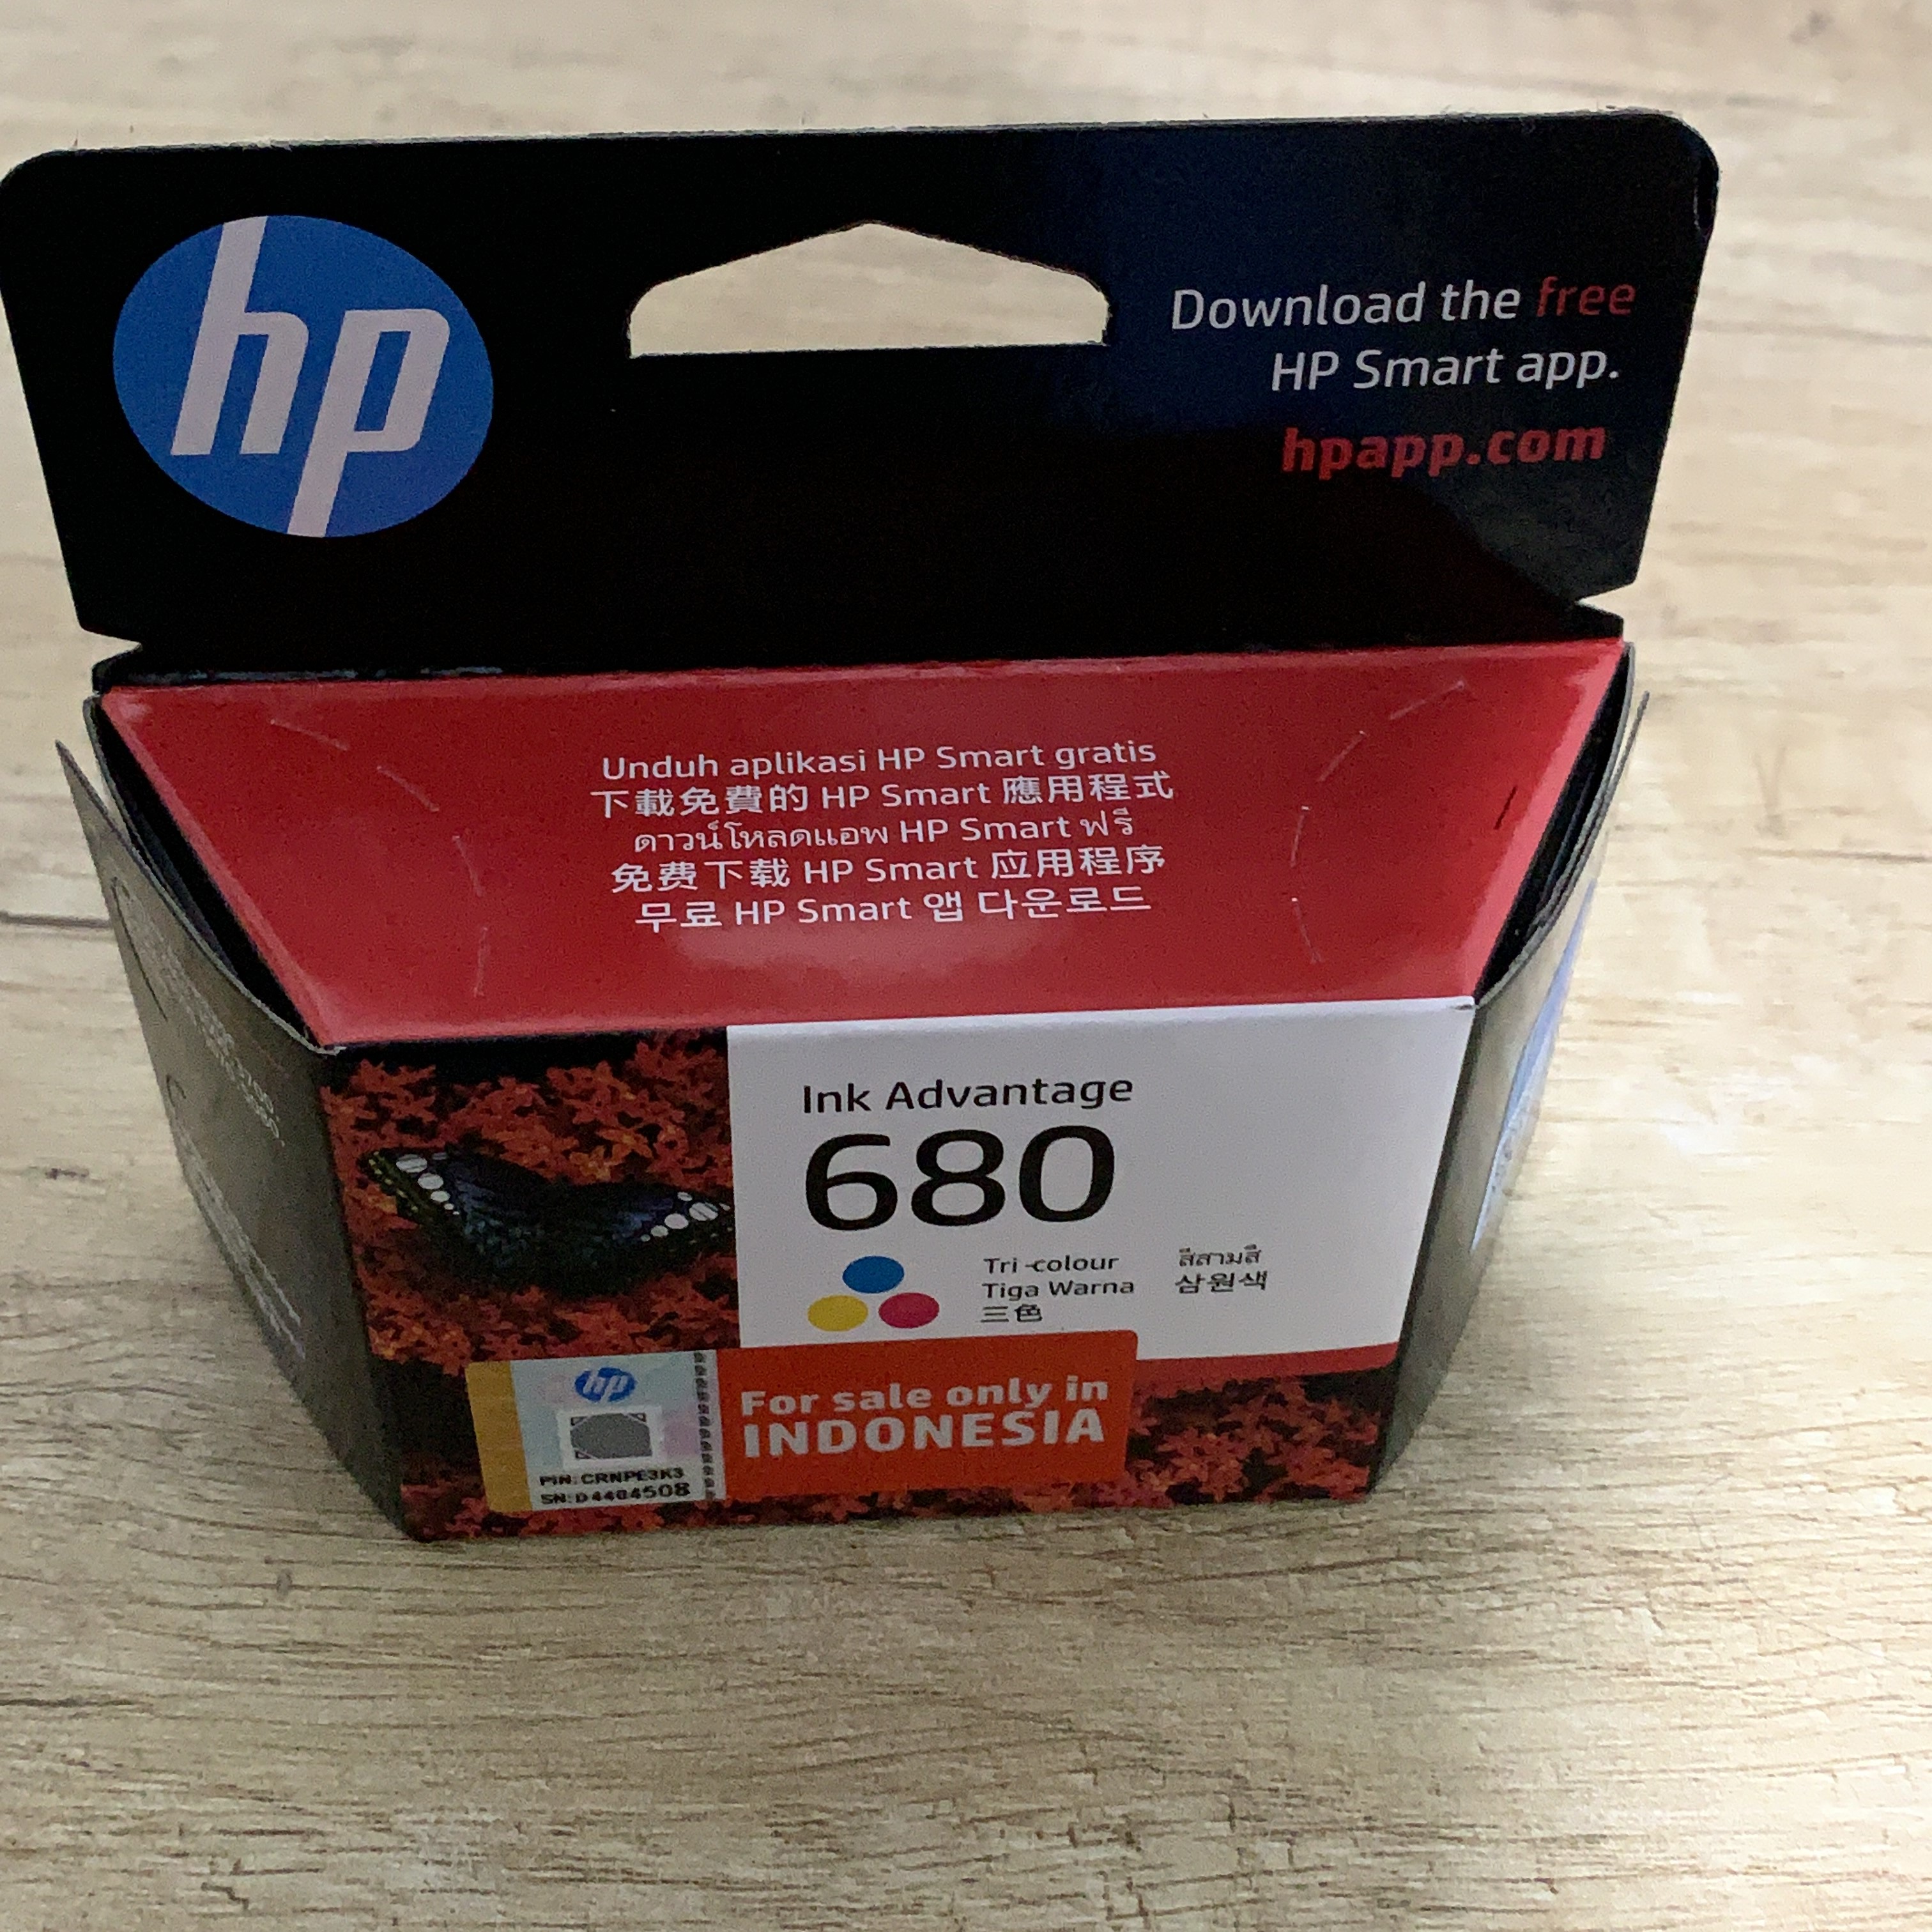 hp
Download the free
HP Smart app.
hpapp.com
Unduh aplikasi HP Smart gratis
下載免費的 HP Smart 應用程式
ดาวน์โหลดแอพ HP Smart ฟรี
免费下载 HP Smart 应用程序
무료 HP Smart 앱 다운로드
Ink Advantage
680
Tri-colour
Tiga Warna
三色
สีสามสี
삼원색
hp
PIN: CRNPE3K3
SN: D4404508
For sale only in
INDONESIA